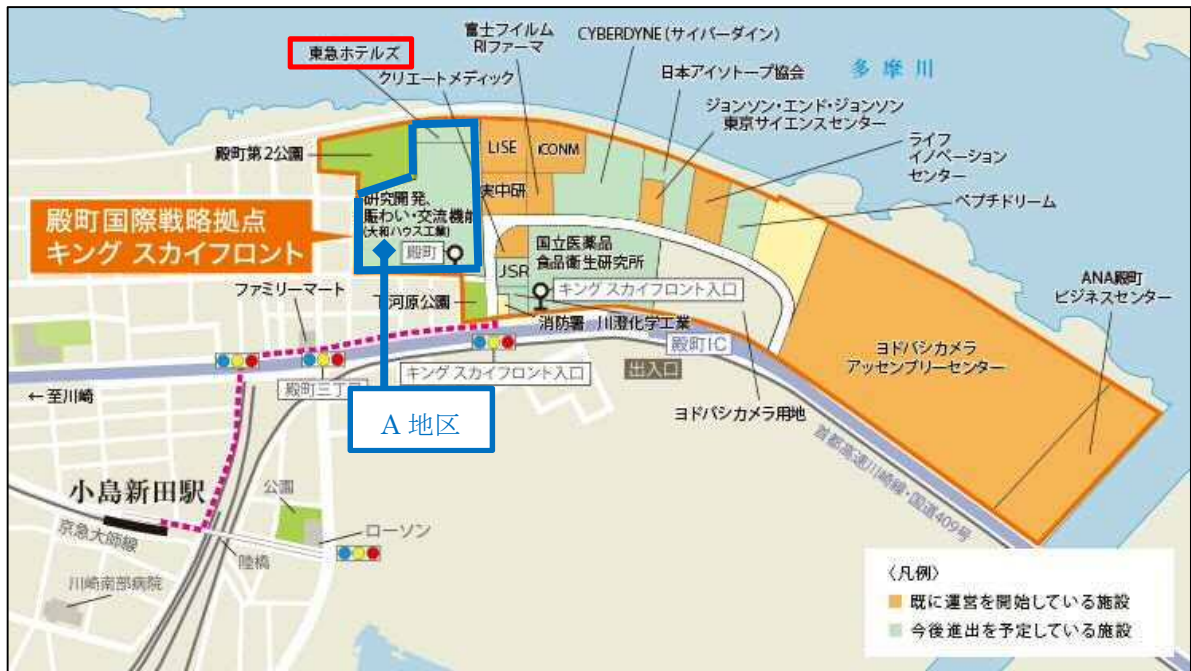 東急ホテルズ
富士フイルム
RIファーマ
CYBERDYNE(サイバーダイン)
クリエートメディック
日本アイソトープ協会
多摩川
ジョンソン・エンド・ジョンソン
東京サイエンスセンター
ライフ
イノベーション
センター
殿町第2公園
LiSE
iCONM
実中研
ペプチドリーム
研究開発、
賑わい・交流機能
(大和ハウス工業)
殿町
殿町国際戦略拠点
キング スカイフロント
国立医薬品
食品衛生研究所
JSR
キング スカイフロント入口
ANA殿町
ビジネスセンター
ファミリーマート
下河原公園
消防署
川澄化学工業
殿町IC
ヨドバシカメラ
アッセンブリーセンター
←至川崎
殿町三丁目
キング スカイフロント入口
出入口
ヨドバシカメラ用地
A 地区
首都高速川崎線・国道409号
小島新田駅
公園
ローソン
京急大師線
陸橋
川崎南部病院
〈凡例〉
既に運営を開始している施設
今後進出を予定している施設